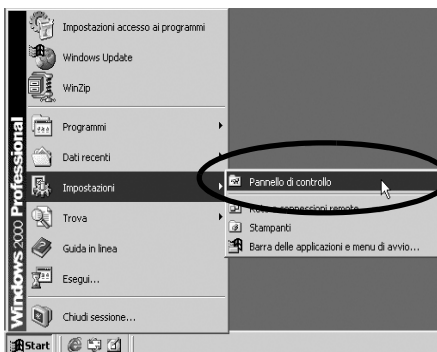 Impostazioni accesso ai programmi
Windows Update
WinZip
Programmi
Dati recenti
Impostazioni
Trova
Guida in linea
Esegui...
Chiudi sessione...
Windows 2000 Professional
Pannello di controllo
Rete e connessioni remote
Stampanti
Barra delle applicazioni e menu di avvio...
Start